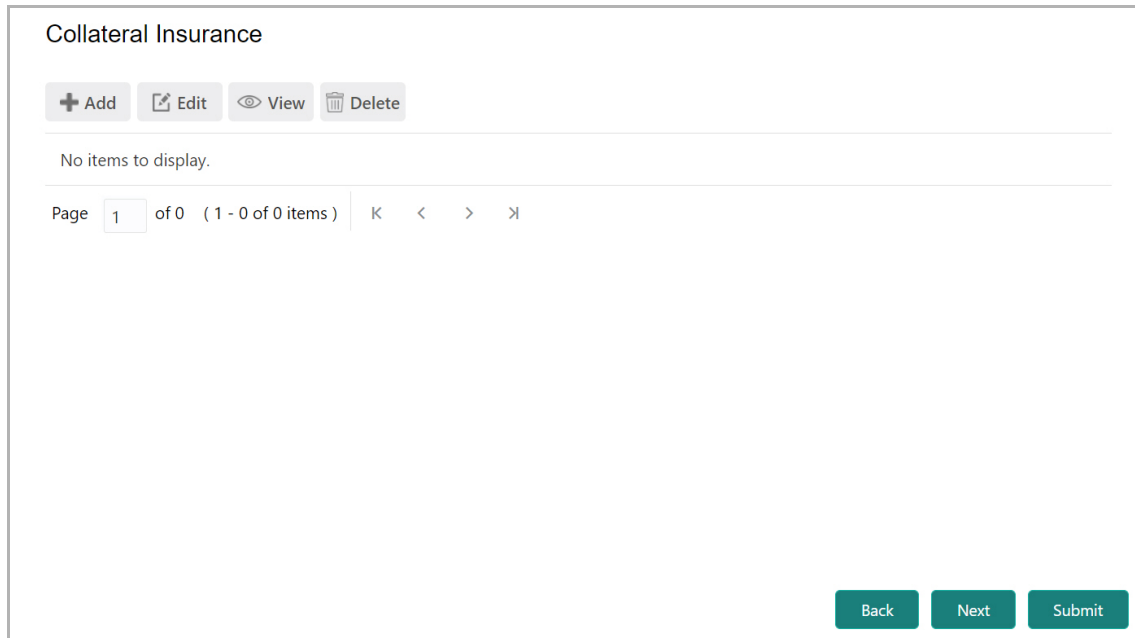 Collateral Insurance
Add Edit View Delete
No items to display.
Page 1 of 0 ( 1 - 0 of 0 items )
Back Next Submit